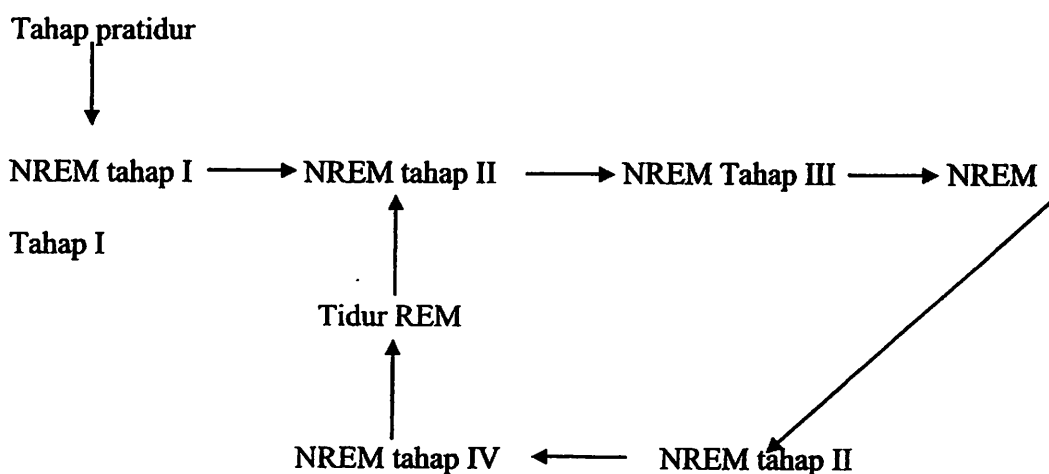 Tahap pratidur
NREM tahap I NREM tahap II NREM Tahap III NREM
Tahap I
Tidur REM
NREM tahap IV NREM tahap II